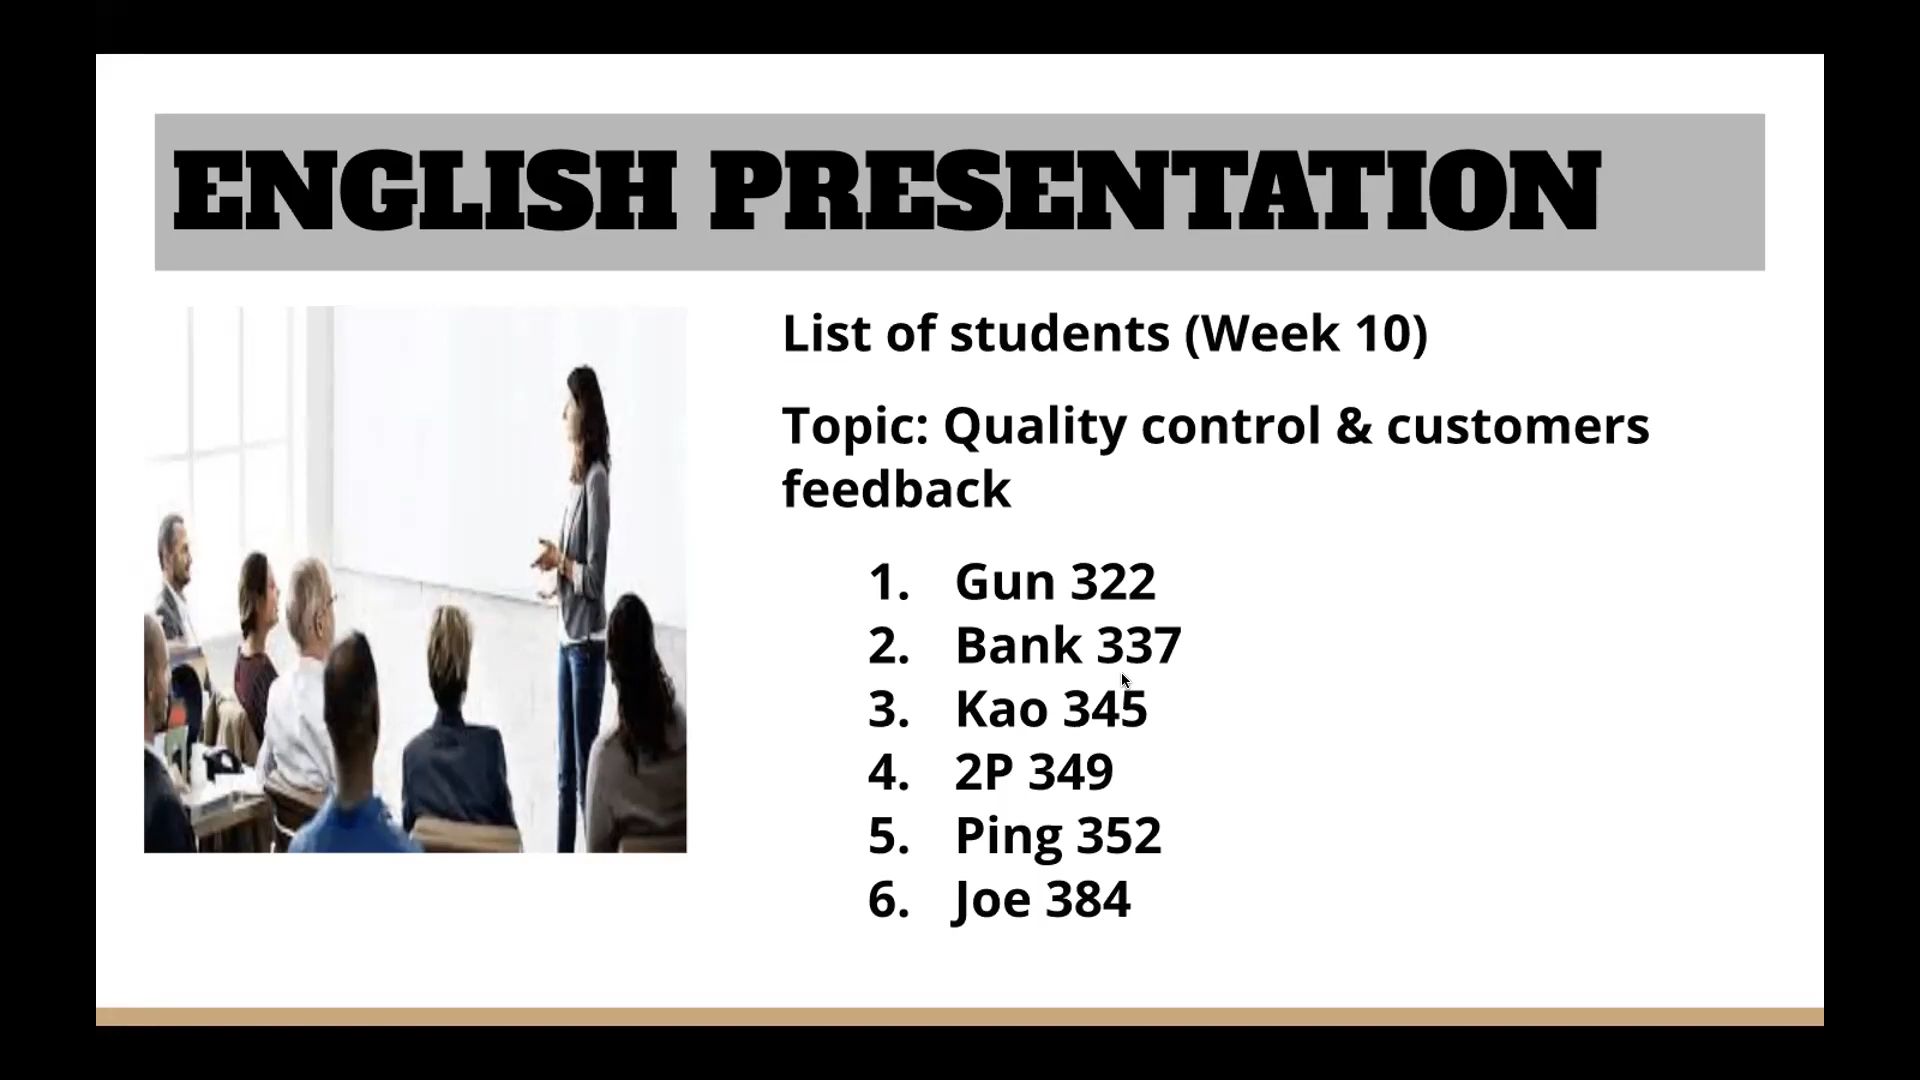 ENGLISH PRESENTATION
List of students (Week 10)
Topic: Quality control & customers
feedback
1. Gun 322
2. Bank 337
3. Kao 345
4. 2P 349
5. Ping 352
6. Joe 384